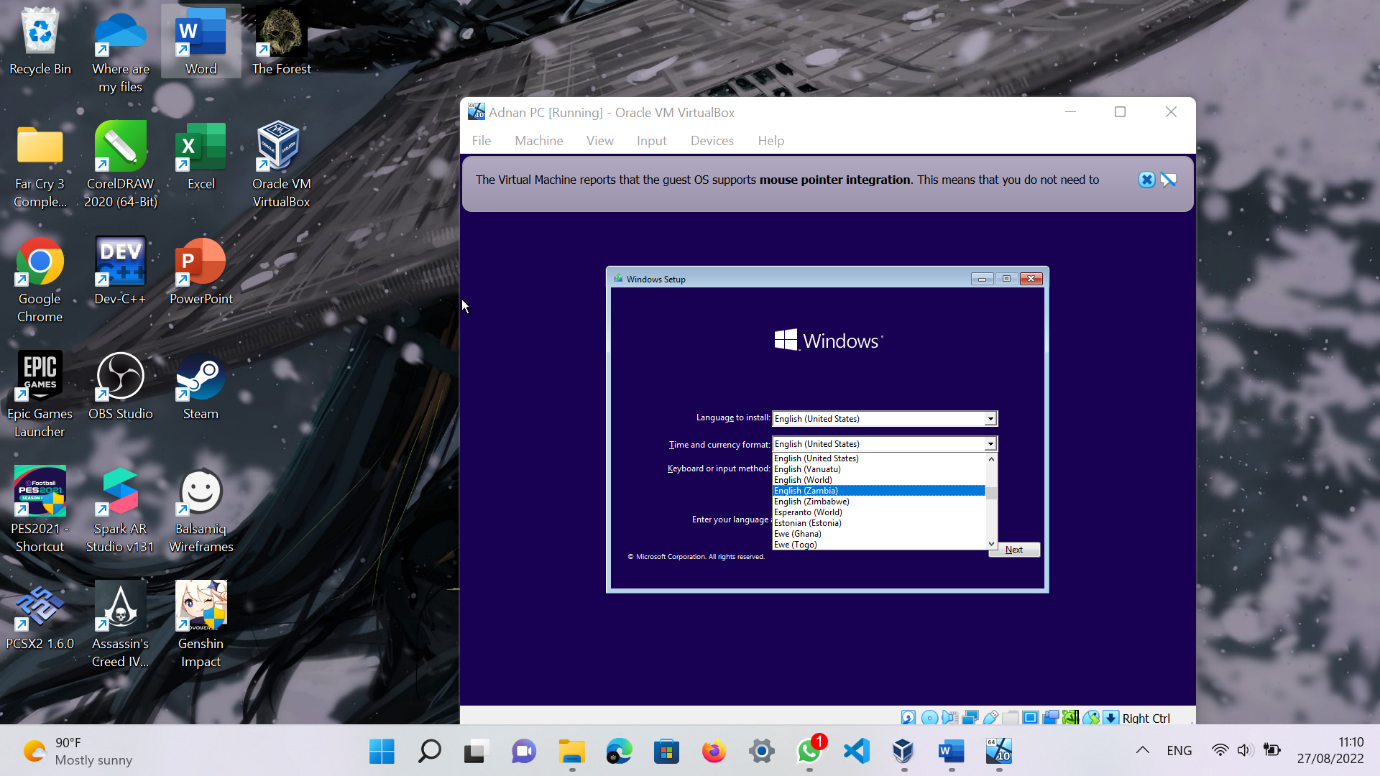 Recycle Bin
Where are
my files
Word
The Forest
Far Cry 3
Comple...
CorelDRAW
2020 (64-Bit)
Excel
Oracle VM
VirtualBox
Google
Chrome
DEV
C++
Dev-C++
PowerPoint
EPIC
GAMES
Epic Games
Launcher
OBS Studio
Steam
eFootball
PES2021
PES2021 -
Shortcut
Spark AR
Studio v131
Balsamiq
Wireframes
PCSX2 1.6.0
Assassin's
Creed IV...
Genshin
Impact
Adnan PC [Running] - Oracle VM VirtualBox
File Machine View Input Devices Help
The Virtual Machine reports that the guest OS supports mouse pointer integration. This means that you do not need to
Windows Setup
Windows
Language to install: English (United States)
Time and currency format: English (United States)
English (United States)
Keyboard or input method:
English (Vanuatu)
English (World)
English (Zambia)
English (Zimbabwe)
Esperanto (World)
Enter your language
Estonian (Estonia)
Ewe (Ghana)
Ewe (Togo)
Next
© Microsoft Corporation. All rights reserved.
Right Ctrl
90°F
Mostly sunny
1
ENG
11:10
27/08/2022